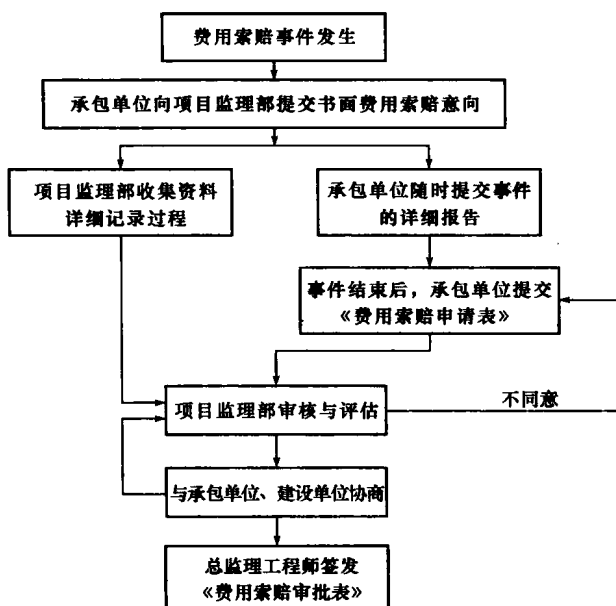 费用索赔事件发生
承包单位向项目监理部提交书面费用索赔意向
项目监理部收集资料
详细记录过程
承包单位随时提交事件
的详细报告
事件结束后，承包单位提交
《费用索赔申请表》
项目监理部审核与评估
不同意
与承包单位、建设单位协商
总监理工程师签发
《费用索赔审批表》